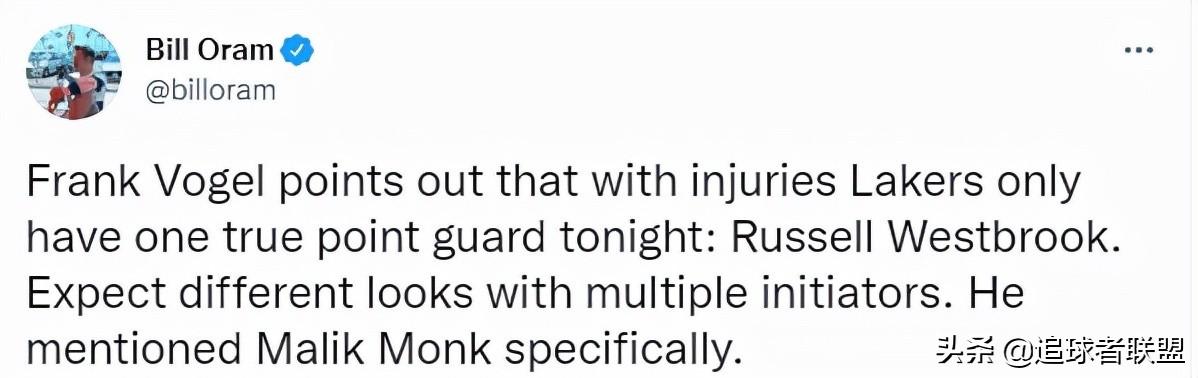 Bill Oram
@billoram
Frank Vogel points out that with injuries Lakers only
have one true point guard tonight: Russell Westbrook.
Expect different looks with multiple initiators. He
mentioned Malik Monk specifically.
头条 @追球者联盟